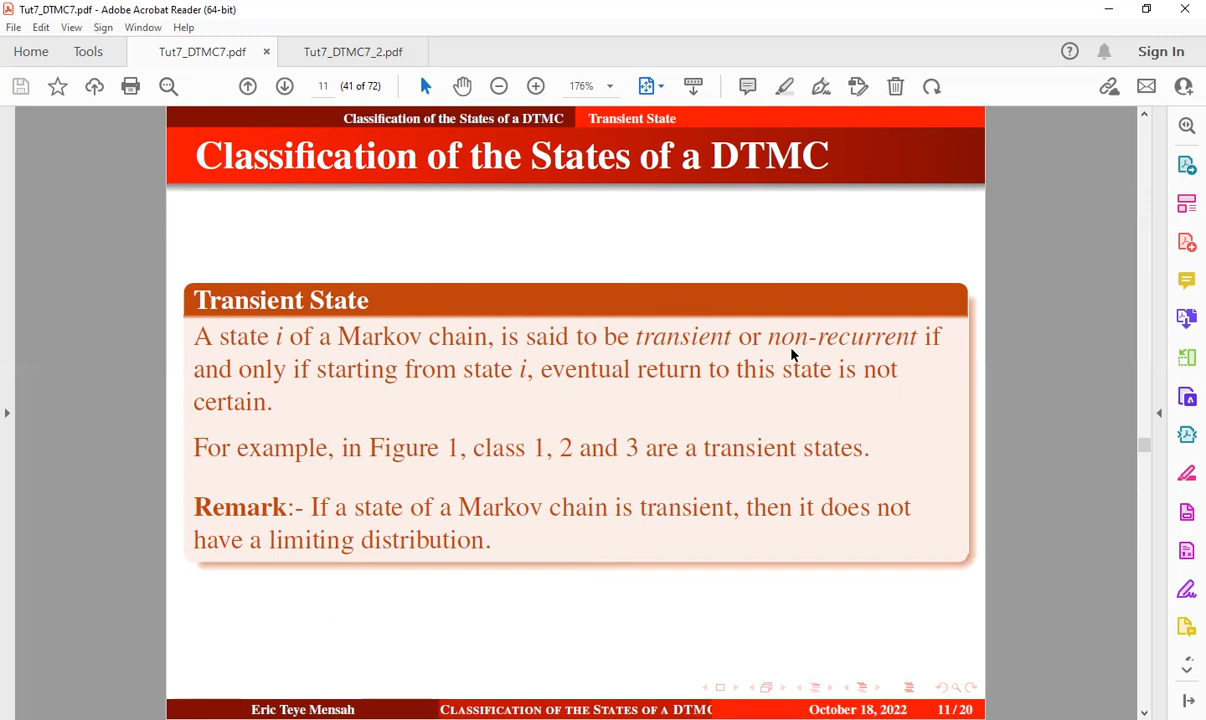 Tut7_DTMC7.pdf - Adobe Acrobat Reader (64-bit)
File Edit View Sign Window Help
Home Tools Tut7_DTMC7.pdf × Tut7_DTMC7_2.pdf Sign In
11 (41 of 72) 176%
Classification of the States of a DTMC Transient State
Classification of the States of a DTMC
Transient State
A state i of a Markov chain, is said to be transient or non-recurrent if
and only if starting from state i, eventual return to this state is not
certain.
For example, in Figure 1, class 1, 2 and 3 are a transient states.
Remark:- If a state of a Markov chain is transient, then it does not
have a limiting distribution.
Eric Teye Mensah CLASSIFICATION OF THE STATES OF A DTMC October 18, 2022 11/20